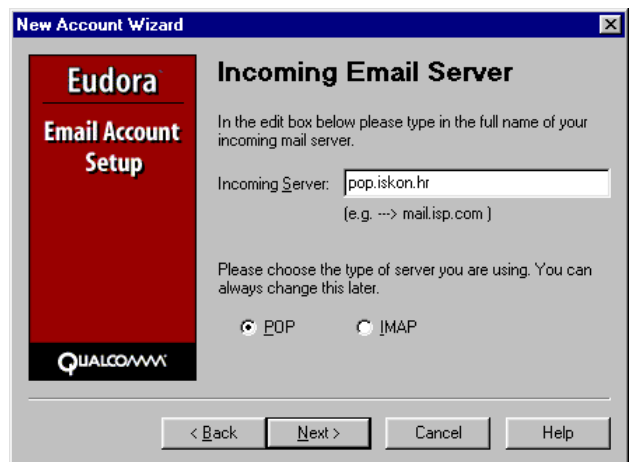 New Account Wizard
Eudora
Email Account
Setup
QUALCOMM
Incoming Email Server
In the edit box below please type in the full name of your
incoming mail server.
Incoming Server: pop.iskon.hr
(e.g. ---> mail.isp.com )
Please choose the type of server you are using. You can
always change this later.
POP IMAP
< Back Next > Cancel Help